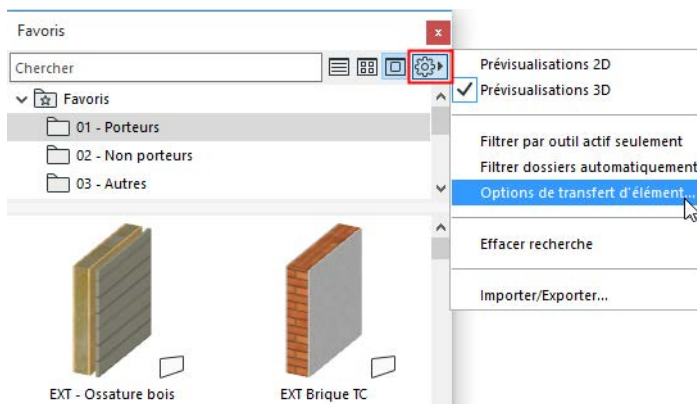 Favoris
x
Chercher
Favoris
01 - Porteurs
02 - Non porteurs
03 - Autres
EXT - Ossature bois
EXT Brique TC
Prévisualisations 2D
Prévisualisations 3D
Filtrer par outil actif seulement
Filtrer dossiers automatiquement
Options de transfert d'élément...
Effacer recherche
Importer/Exporter...